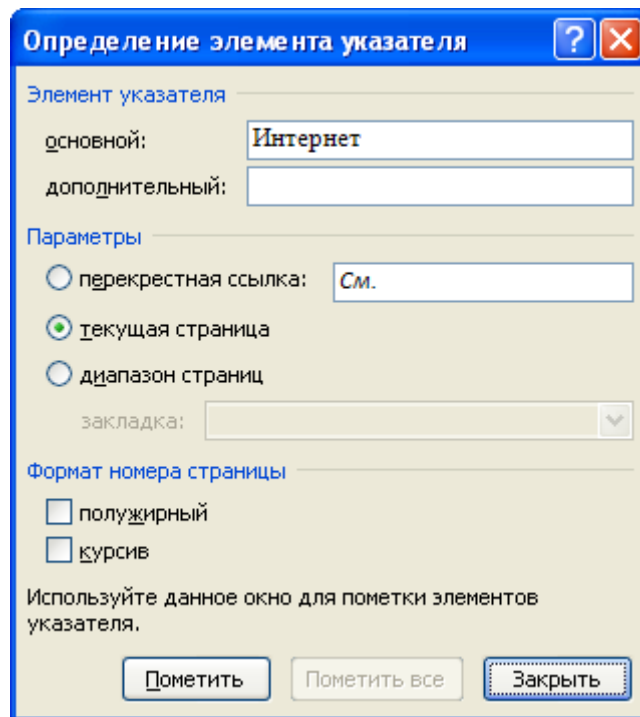 Определение элемента указателя
Элемент указателя
основной: Интернет
дополнительный:
Параметры
перекрестная ссылка: См.
текущая страница
диапазон страниц
закладка:
Формат номера страницы
полужирный
курсив
Используйте данное окно для пометки элементов
указателя.
Пометить Пометить все Закрыть